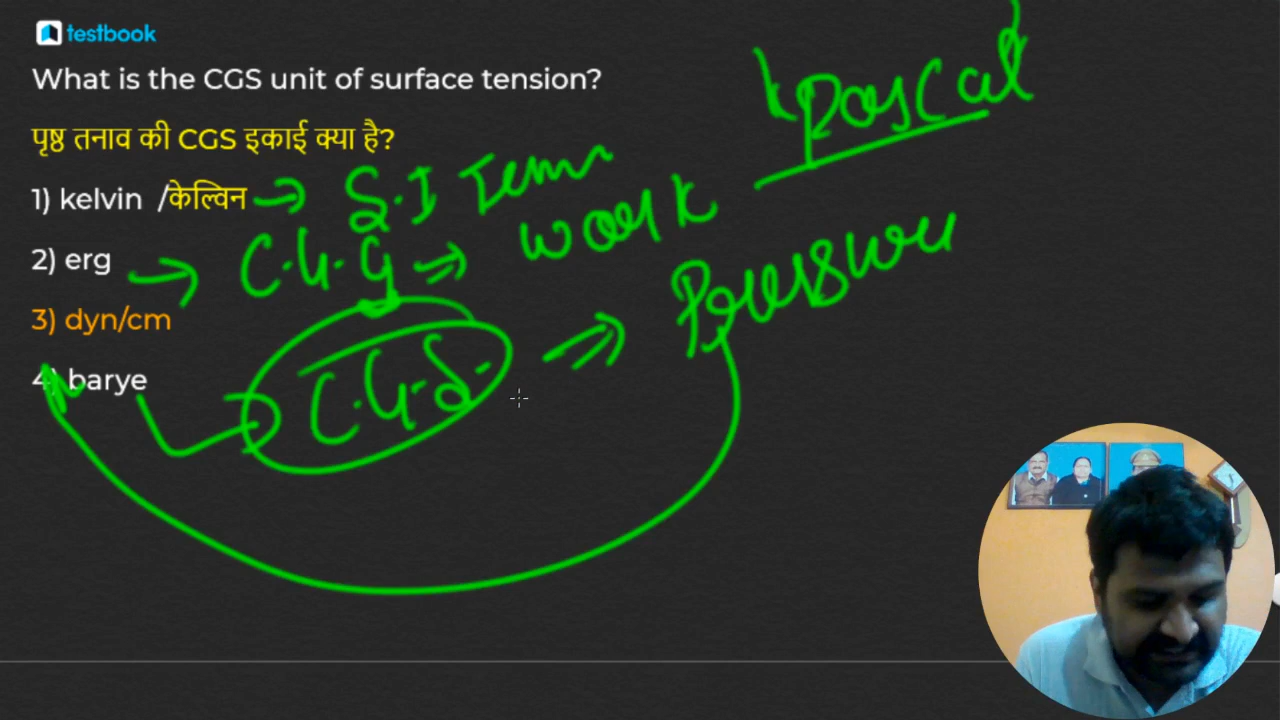 testbook
What is the CGS unit of surface tension?
पृष्ठ तनाव की CGS इकाई क्या है?
Pascal
1) kelvin /केल्विन → S.I Tem
2) erg → C.G.S ⇒ work
3) dyn/cm
4) barye C.G.S. ⇒ Pressure